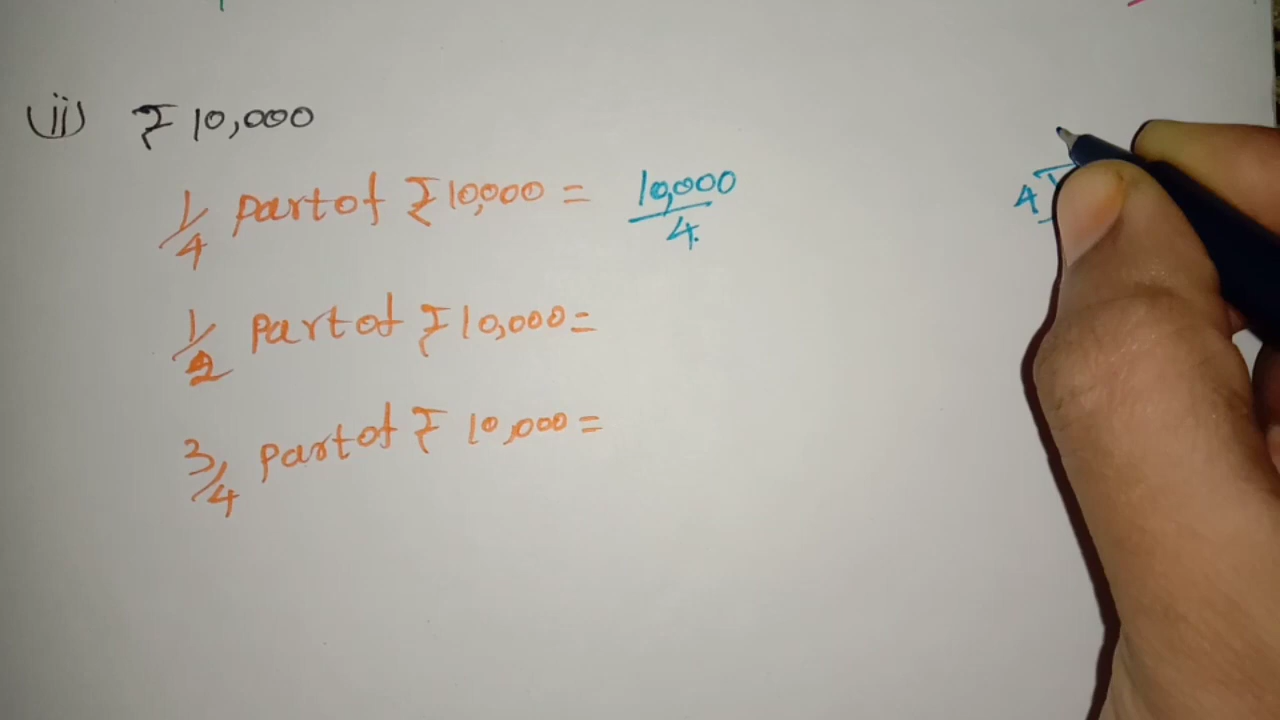 (ii) ₹ 10,000
1/4 part of ₹ 10,000 = 10,000/4
1/2 part of ₹ 10,000 =
3/4 part of ₹ 10,000 =
4